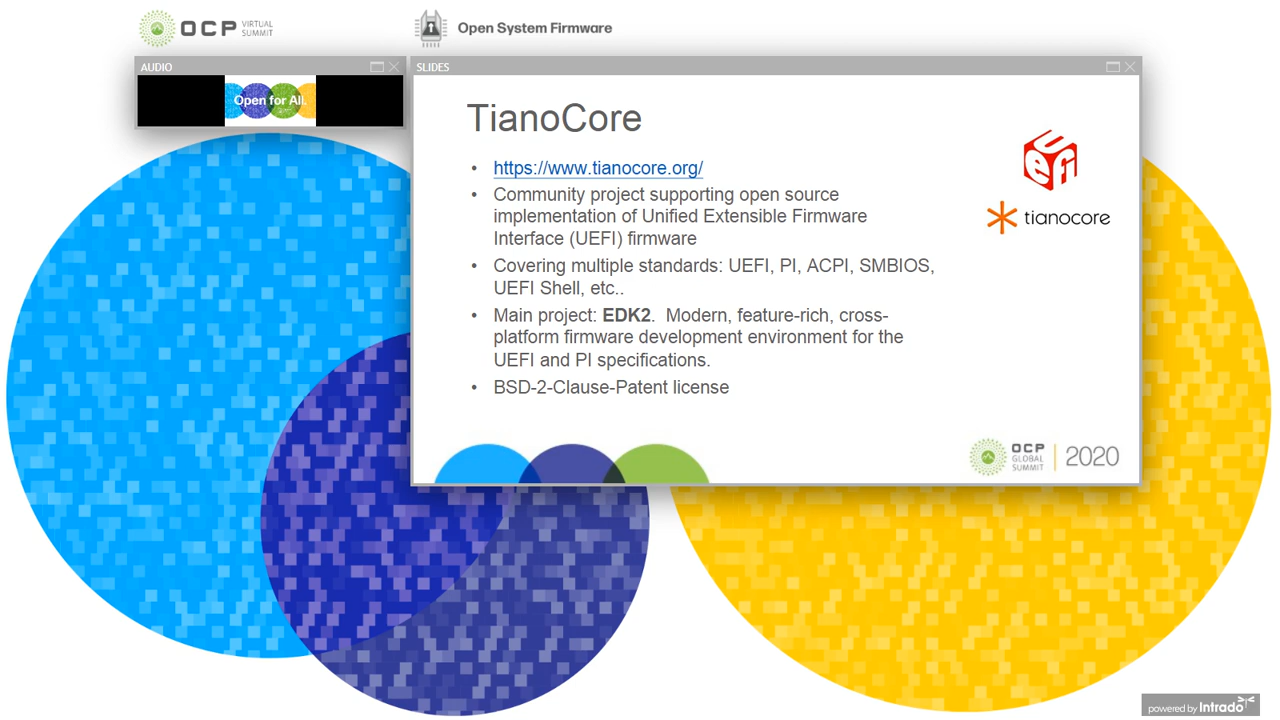 OCP VIRTUAL SUMMIT
Open System Firmware
AUDIO
Open for All.
SLIDES
TianoCore
• https://www.tianocore.org/
• Community project supporting open source
implementation of Unified Extensible Firmware
Interface (UEFI) firmware
• Covering multiple standards: UEFI, PI, ACPI, SMBIOS,
UEFI Shell, etc..
• Main project: EDK2. Modern, feature-rich, cross-
platform firmware development environment for the
UEFI and PI specifications.
• BSD-2-Clause-Patent license
UEFI
tianocore
OCP GLOBAL SUMMIT | 2020
powered by Intrado